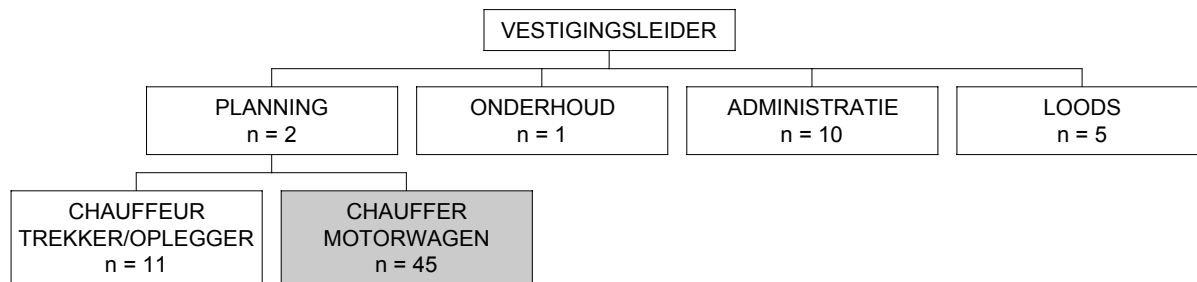 VESTIGINGSLEIDER
PLANNING
n = 2
ONDERHOUD
n = 1
ADMINISTRATIE
n = 10
LOODS
n = 5
CHAUFFEUR
TREKKER/OPLEGGER
n = 11
CHAUFFER
MOTORWAGEN
n = 45